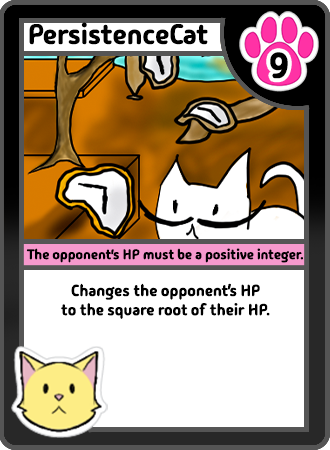 PersistenceCat
9
The opponent's HP must be a positive integer.
Changes the opponent's HP
to the square root of their HP.